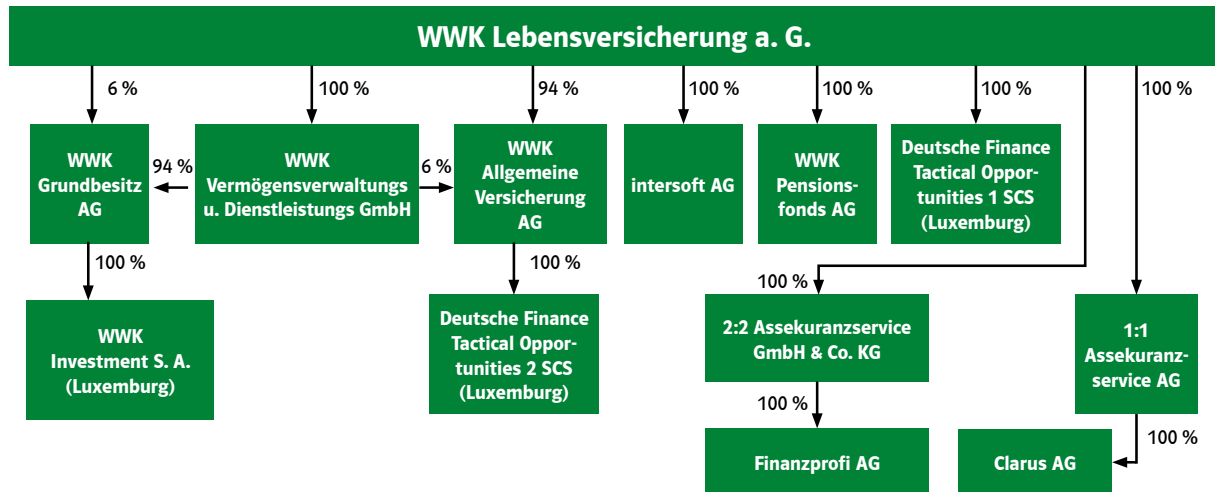 WWK Lebensversicherung a. G.
6 %
100 %
94 %
100 %
100 %
100 %
100 %
WWK
Grundbesitz
AG
94 %
WWK
Vermögensverwaltungs
u. Dienstleistungs GmbH
6 %
WWK
Allgemeine
Versicherung
AG
intersoft AG
WWK
Pensions-
fonds AG
Deutsche Finance
Tactical Oppor-
tunities 1 SCS
(Luxemburg)
100 %
100 %
100 %
WWK
Investment S. A.
(Luxemburg)
Deutsche Finance
Tactical Oppor-
tunities 2 SCS
(Luxemburg)
2:2 Assekuranzservice
GmbH & Co. KG
1:1
Assekuranz-
service AG
100 %
100 %
Finanzprofi AG
Clarus AG